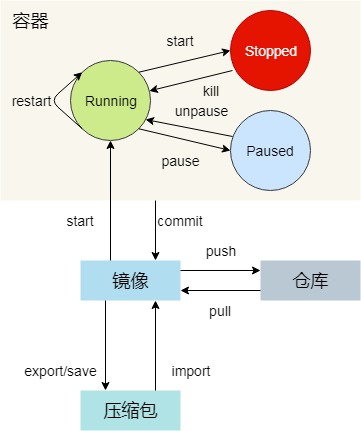 容器
start
Stopped
restart
Running
kill
unpause
pause
Paused
start
commit
push
镜像
仓库
pull
export/save
import
压缩包